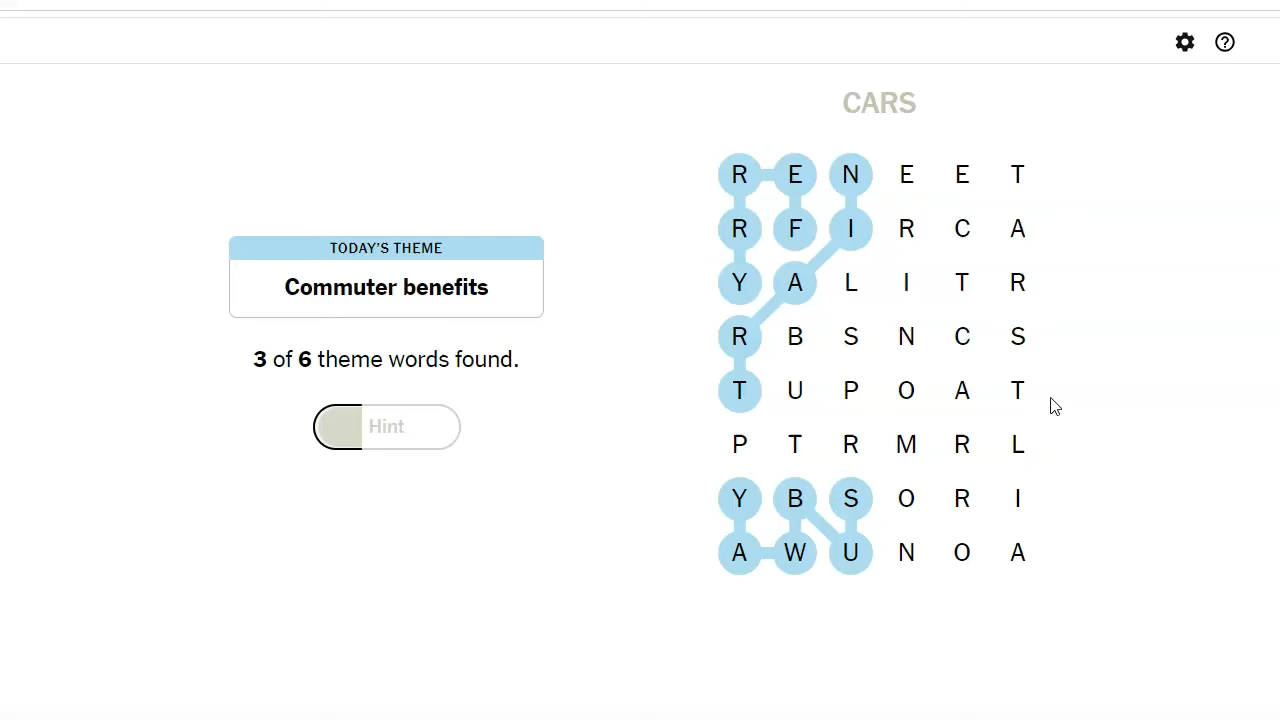 CARS
TODAY'S THEME
Commuter benefits
3 of 6 theme words found.
Hint
R E N E E T
R F I R C A
Y A L I T R
R B S N C S
T U P O A T
P T R M R L
Y B S O R I
A W U N O A